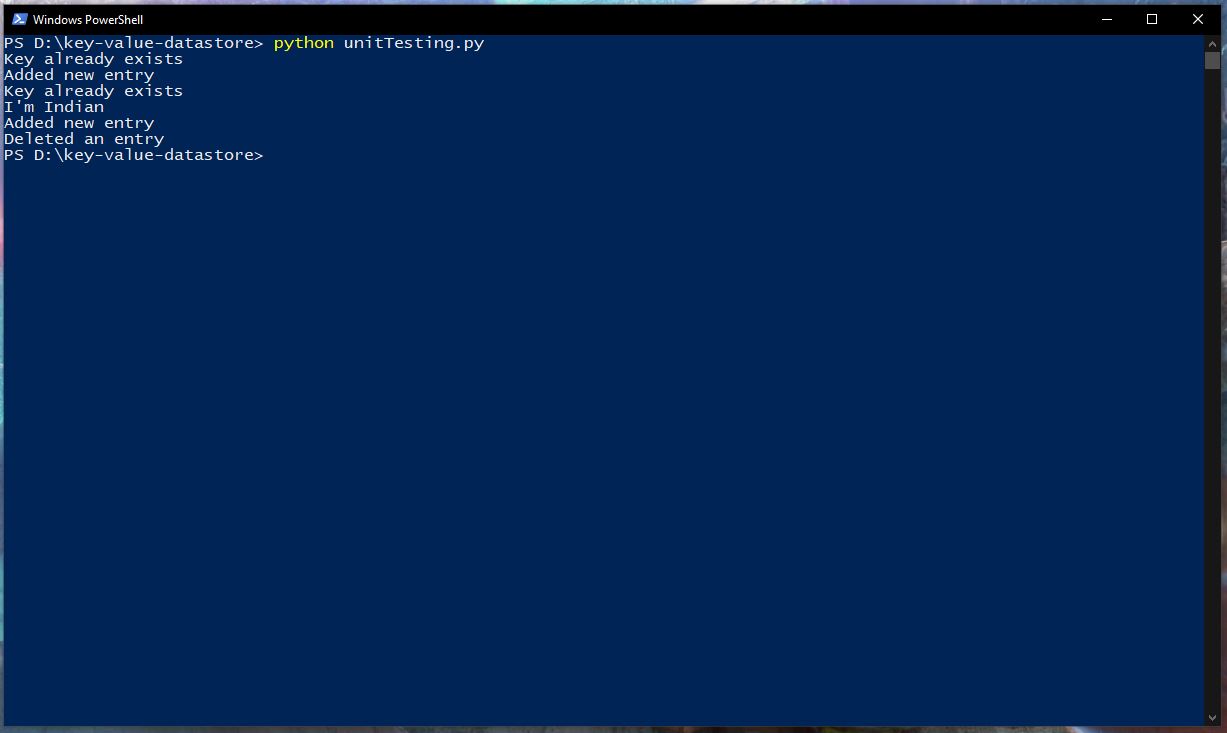 Windows PowerShell
PS D:\key-value-datastore> python unitTesting.py
Key already exists
Added new entry
Key already exists
I'm Indian
Added new entry
Deleted an entry
PS D:\key-value-datastore>